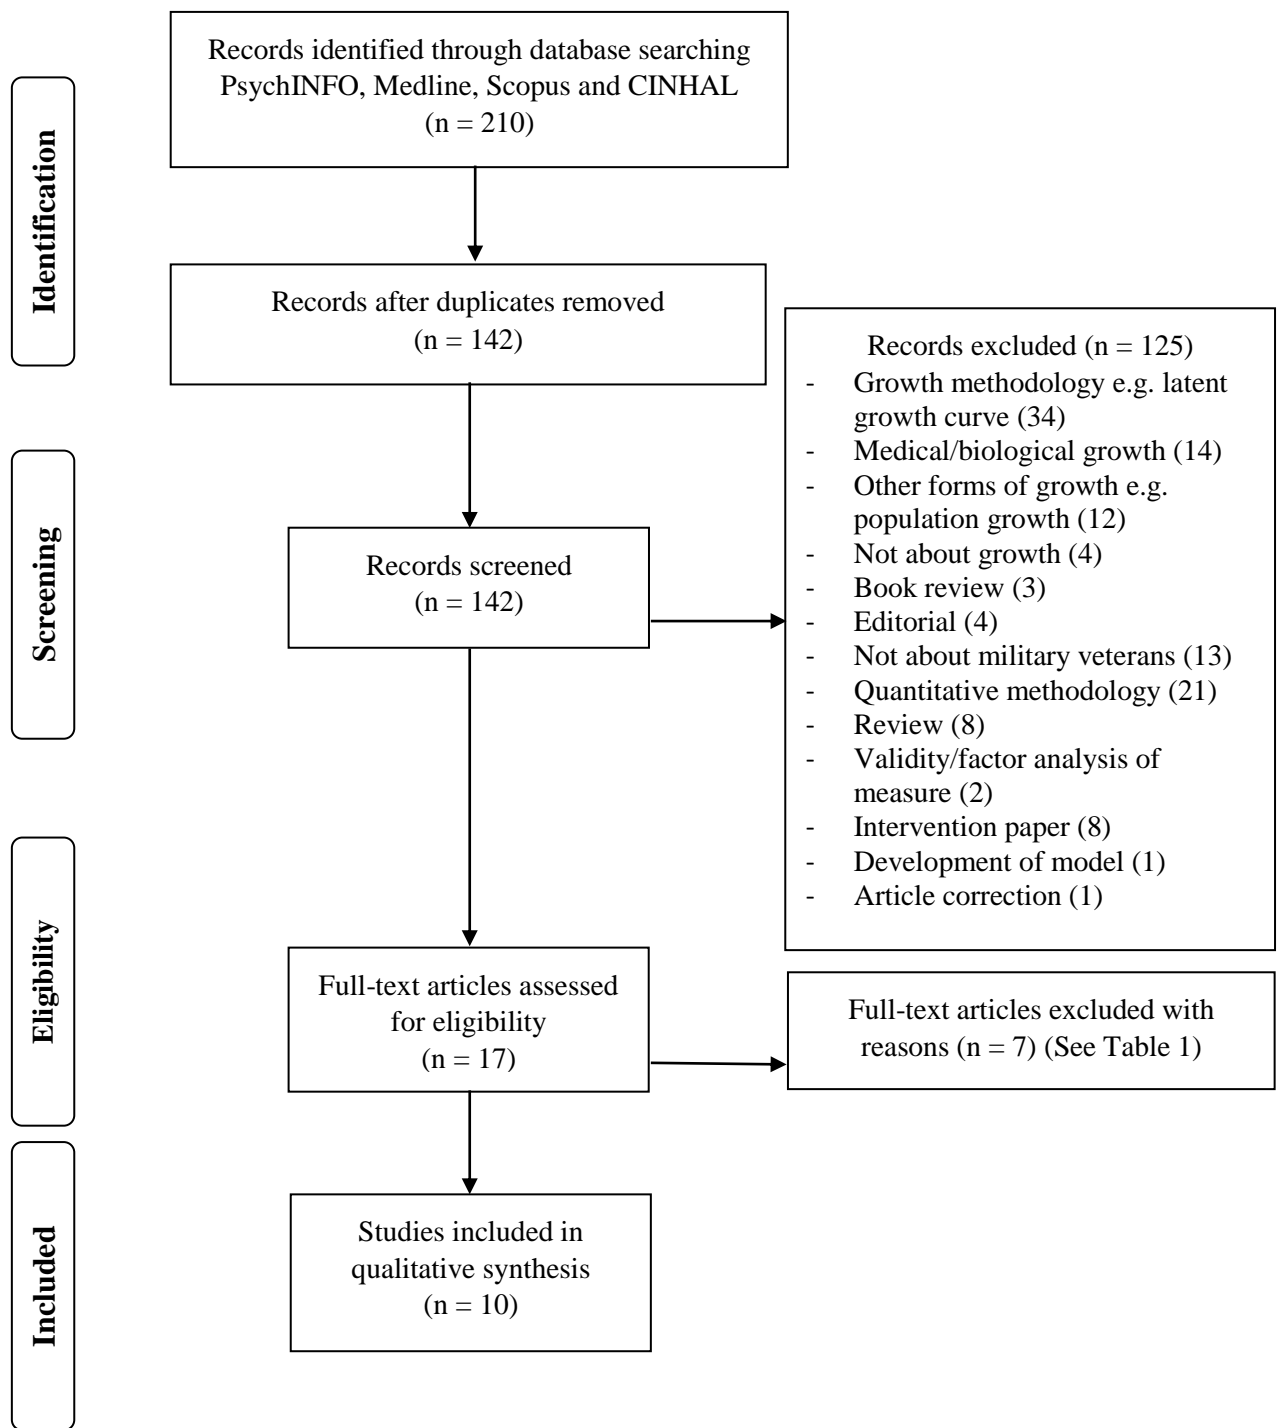 Identification
Records identified through database searching
PsychINFO, Medline, Scopus and CINHAL
(n = 210)
Records after duplicates removed
(n = 142)
Screening
Records screened
(n = 142)
Records excluded (n = 125)
- Growth methodology e.g. latent
growth curve (34)
- Medical/biological growth (14)
- Other forms of growth e.g.
population growth (12)
- Not about growth (4)
- Book review (3)
- Editorial (4)
- Not about military veterans (13)
- Quantitative methodology (21)
- Review (8)
- Validity/factor analysis of
measure (2)
- Intervention paper (8)
- Development of model (1)
- Article correction (1)
Eligibility
Full-text articles assessed
for eligibility
(n = 17)
Full-text articles excluded with
reasons (n = 7) (See Table 1)
Included
Studies included in
qualitative synthesis
(n = 10)